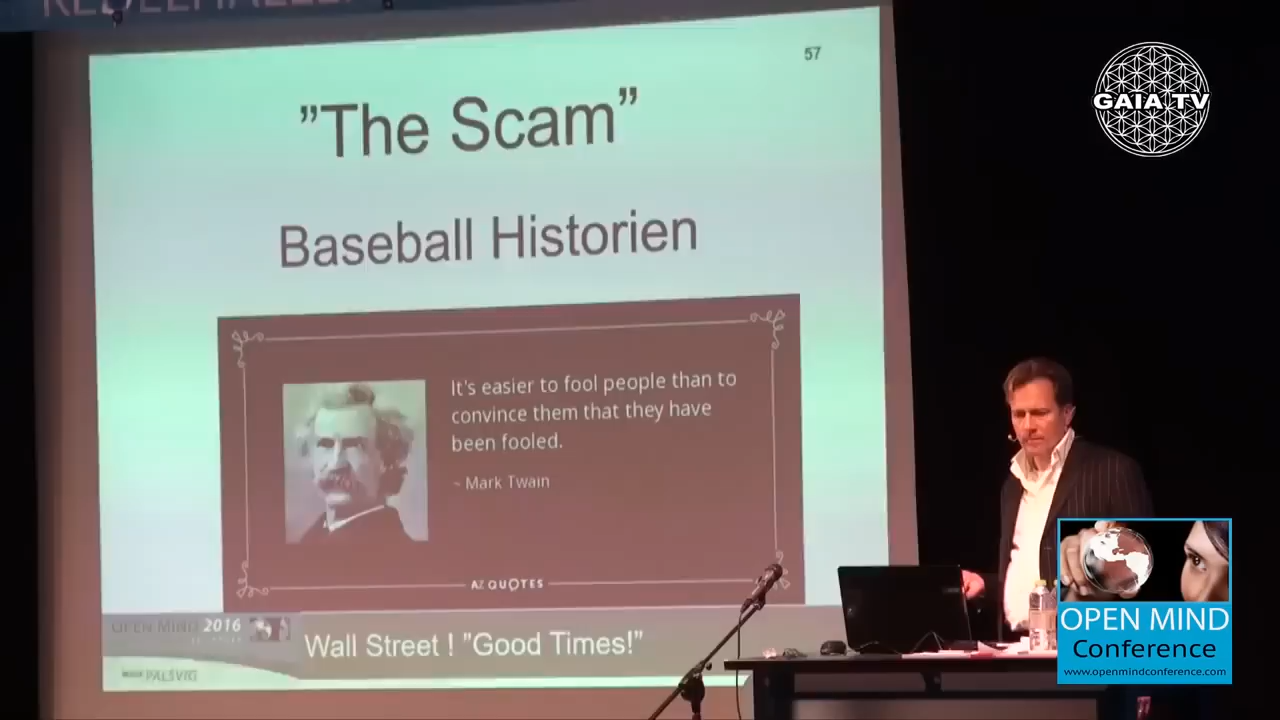 57
GAIA TV
”The Scam”
Baseball Historien
It's easier to fool people than to
convince them that they have
been fooled.
~ Mark Twain
AZ QUOTES
OPEN MIND 2016
Wall Street ! ”Good Times!”
PALSVIG
OPEN MIND
Conference
www.openmindconference.com